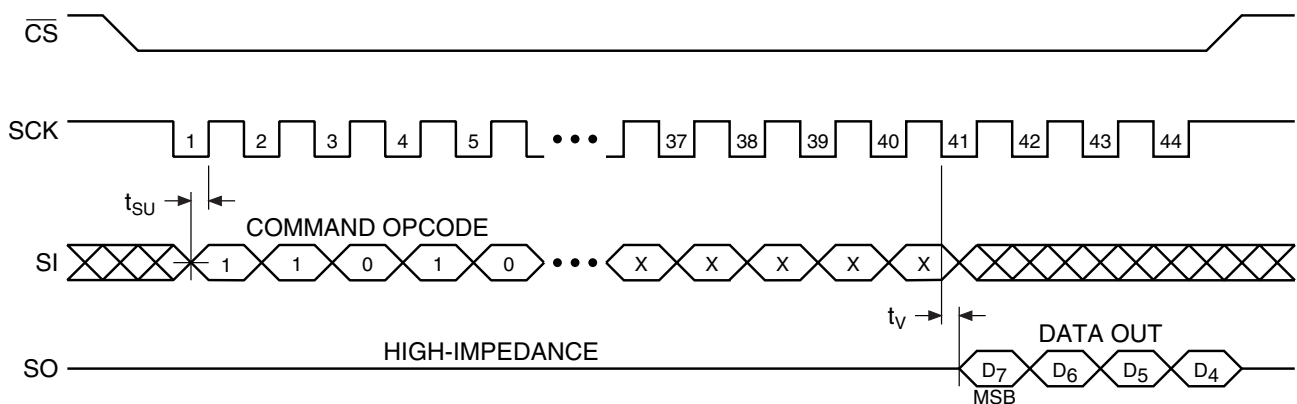 CS
SCK 1 2 3 4 5 37 38 39 40 41 42 43 44
tSU
COMMAND OPCODE
SI 1 1 0 1 0 X X X X X
tV
DATA OUT
HIGH-IMPEDANCE
SO D7 D6 D5 D4
MSB